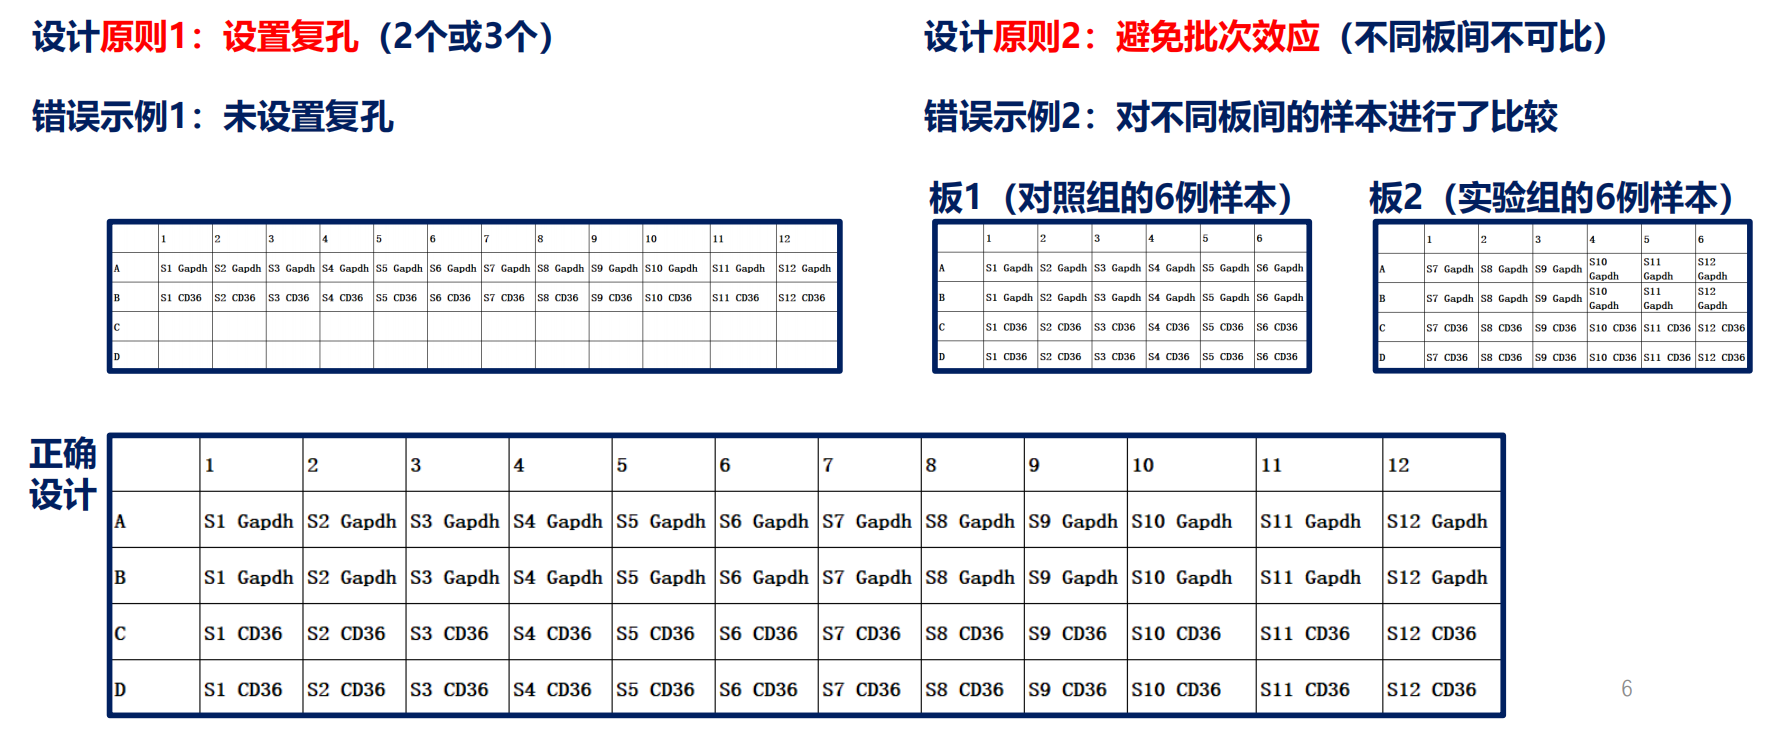 设计原则1：设置复孔（2个或3个）
错误示例1：未设置复孔
1 2 3 4 5 6 7 8 9 10 11 12
A S1 Gapdh S2 Gapdh S3 Gapdh S4 Gapdh S5 Gapdh S6 Gapdh S7 Gapdh S8 Gapdh S9 Gapdh S10 Gapdh S11 Gapdh S12 Gapdh
B S1 CD36 S2 CD36 S3 CD36 S4 CD36 S5 CD36 S6 CD36 S7 CD36 S8 CD36 S9 CD36 S10 CD36 S11 CD36 S12 CD36
C
D
设计原则2：避免批次效应（不同板间不可比）
错误示例2：对不同板间的样本进行了比较
板1（对照组的6例样本）
1 2 3 4 5 6
A S1 Gapdh S2 Gapdh S3 Gapdh S4 Gapdh S5 Gapdh S6 Gapdh
B S1 Gapdh S2 Gapdh S3 Gapdh S4 Gapdh S5 Gapdh S6 Gapdh
C S1 CD36 S2 CD36 S3 CD36 S4 CD36 S5 CD36 S6 CD36
D S1 CD36 S2 CD36 S3 CD36 S4 CD36 S5 CD36 S6 CD36
板2（实验组的6例样本）
1 2 3 4 5 6
A S7 Gapdh S8 Gapdh S9 Gapdh S10 Gapdh S11 Gapdh S12 Gapdh
B S7 Gapdh S8 Gapdh S9 Gapdh S10 Gapdh S11 Gapdh S12 Gapdh
C S7 CD36 S8 CD36 S9 CD36 S10 CD36 S11 CD36 S12 CD36
D S7 CD36 S8 CD36 S9 CD36 S10 CD36 S11 CD36 S12 CD36
正确
设计
1 2 3 4 5 6 7 8 9 10 11 12
A S1 Gapdh S2 Gapdh S3 Gapdh S4 Gapdh S5 Gapdh S6 Gapdh S7 Gapdh S8 Gapdh S9 Gapdh S10 Gapdh S11 Gapdh S12 Gapdh
B S1 Gapdh S2 Gapdh S3 Gapdh S4 Gapdh S5 Gapdh S6 Gapdh S7 Gapdh S8 Gapdh S9 Gapdh S10 Gapdh S11 Gapdh S12 Gapdh
C S1 CD36 S2 CD36 S3 CD36 S4 CD36 S5 CD36 S6 CD36 S7 CD36 S8 CD36 S9 CD36 S10 CD36 S11 CD36 S12 CD36
D S1 CD36 S2 CD36 S3 CD36 S4 CD36 S5 CD36 S6 CD36 S7 CD36 S8 CD36 S9 CD36 S10 CD36 S11 CD36 S12 CD36
6